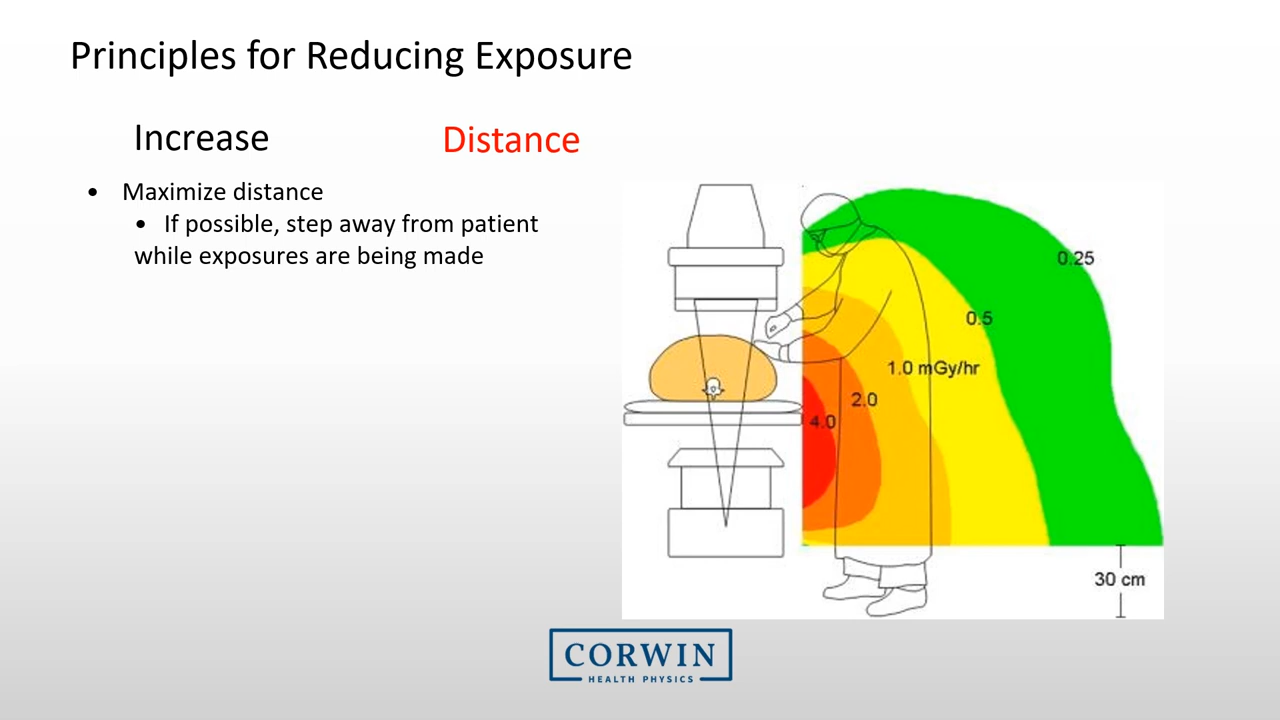 Principles for Reducing Exposure
Increase Distance
• Maximize distance
• If possible, step away from patient
while exposures are being made
0.25
0.5
1.0 mGy/hr
2.0
4.0
30 cm
CORWIN
HEALTH PHYSICS